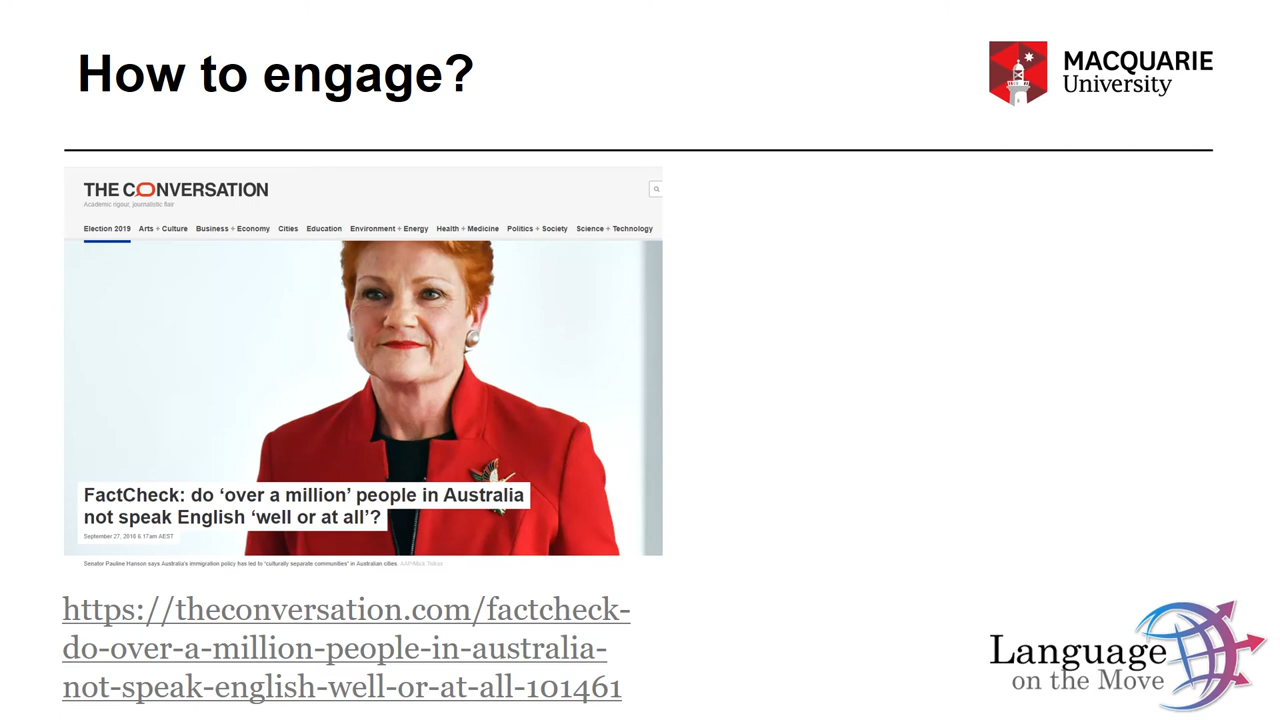 How to engage?
MACQUARIE
University
THE CONVERSATION
Academic rigour, journalistic flair
Election 2019 Arts + Culture Business + Economy Cities Education Environment + Energy Health + Medicine Politics + Society Science + Technology
FactCheck: do ‘over a million’ people in Australia
not speak English ‘well or at all’?
September 27, 2018 6.17am AEST
Senator Pauline Hanson says Australia's immigration policy has led to "culturally separate communities" in Australian cities. AAP/Mick Tsikas
https://theconversation.com/factcheck-
do-over-a-million-people-in-australia-
not-speak-english-well-or-at-all-101461
Language
on the Move